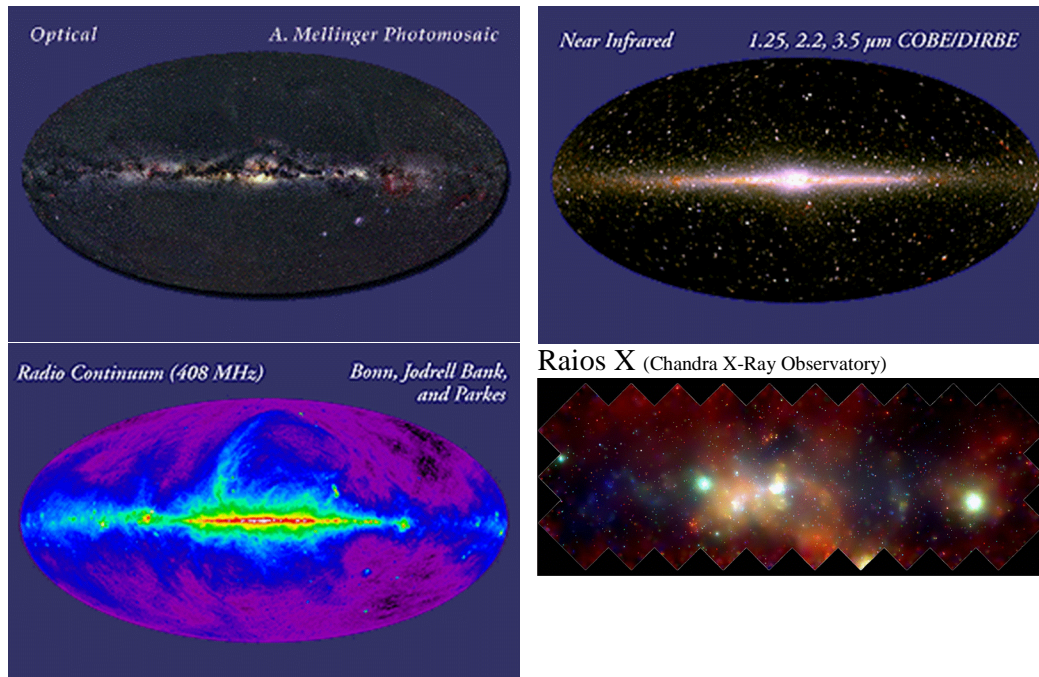 Optical A. Mellinger Photomosaic
Near Infrared 1.25, 2.2, 3.5 µm COBE/DIRBE
Radio Continuum (408 MHz) Bonn, Jodrell Bank,
and Parkes
Raios X (Chandra X-Ray Observatory)